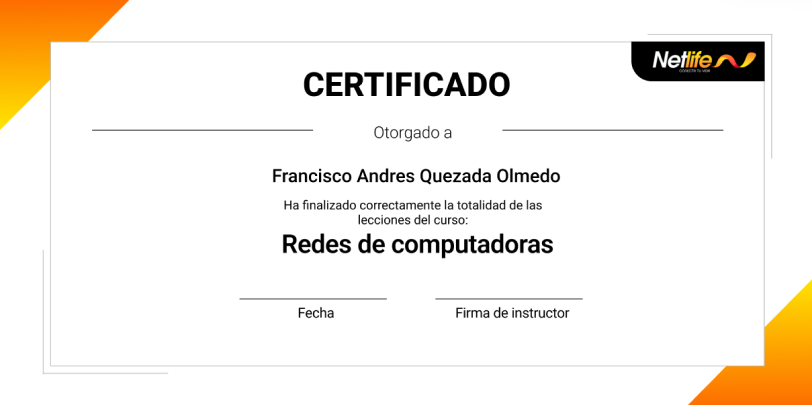 Netlife
CONECTA TU VIDA
CERTIFICADO
Otorgado a
Francisco Andres Quezada Olmedo
Ha finalizado correctamente la totalidad de las
lecciones del curso:
Redes de computadoras
Fecha
Firma de instructor